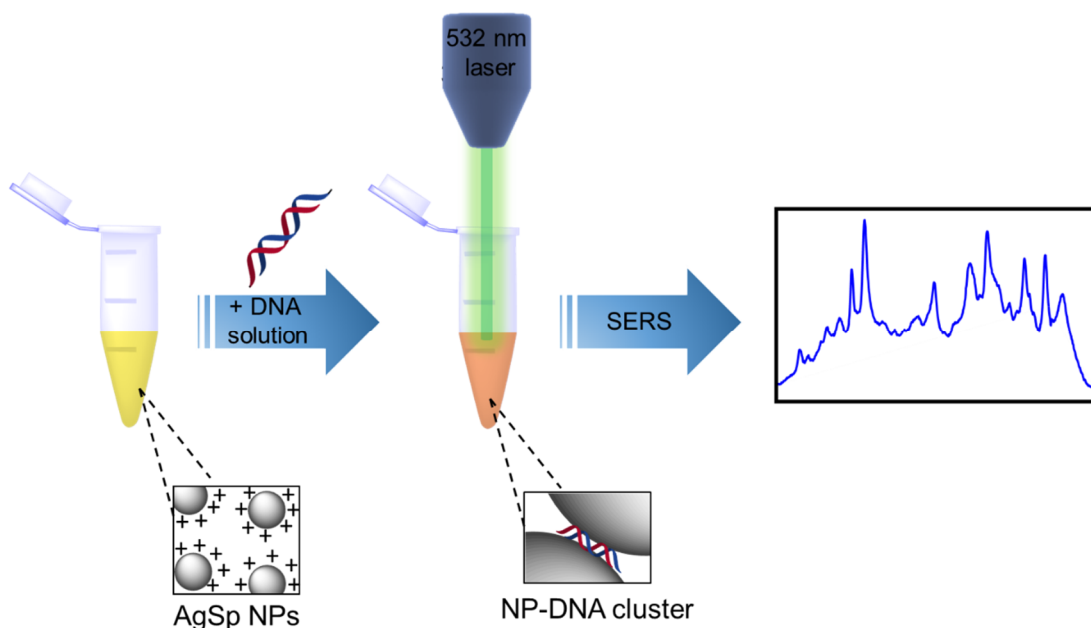 532 nm
laser
+ DNA
solution
SERS
+ + + + + + + + + + + + + + + + + + + + + + + +
AgSp NPs
NP-DNA cluster